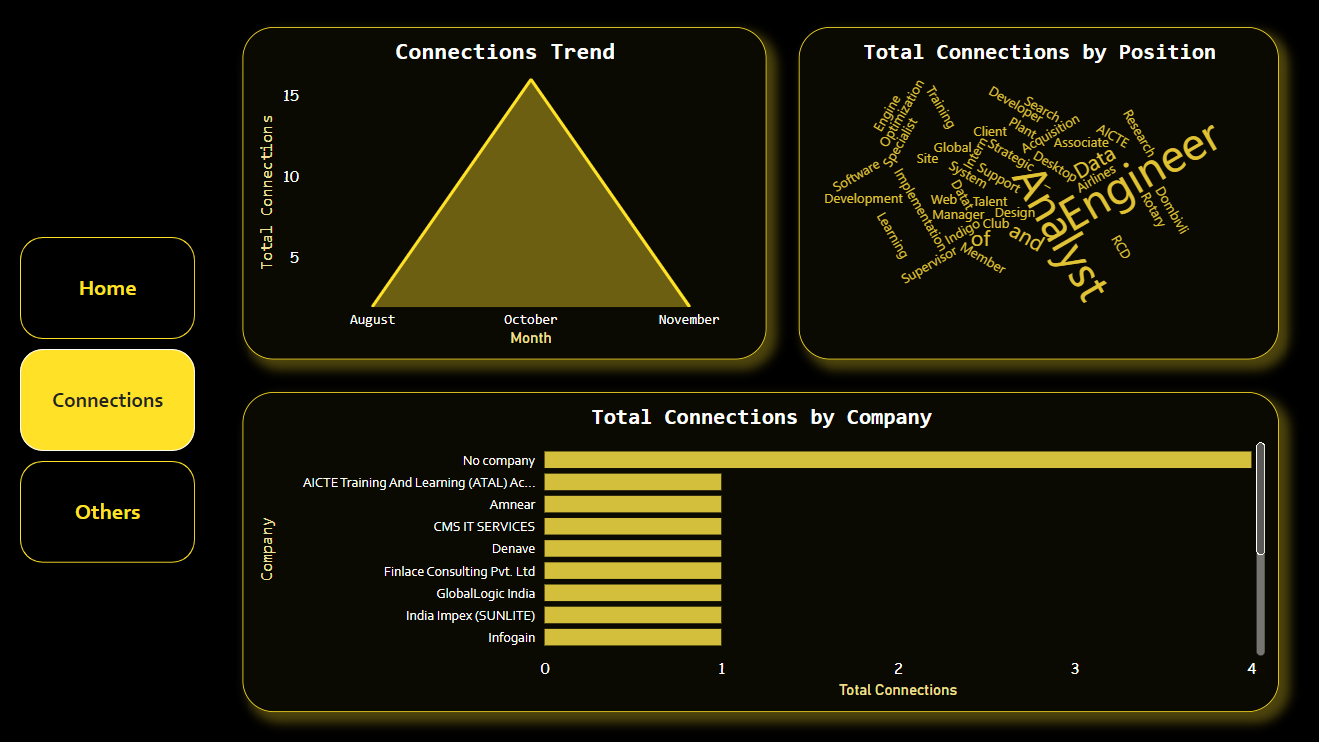 Home
Connections
Others
Connections Trend
Total Connections
15
10
5
August
October
November
Month
Total Connections by Position
Engine
Optimization
Training
Specialist
Developer
Search
Plant
Acquisition
Client
Associate
AICTE
Research
Global
Intern
Strategic
Site
System
Support
Desktop
Data
Airlines
Engineer
Analyst
Software
Development
Implementation
Learning
Web
Data
Talent
Manager
Design
Indigo
Club
of
and
Supervisor
Member
RCD
Rotary
Dombivli
Total Connections by Company
Company
No company
AICTE Training And Learning (ATAL) Ac...
Amnear
CMS IT SERVICES
Denave
Finlace Consulting Pvt. Ltd
GlobalLogic India
India Impex (SUNLITE)
Infogain
0 1 2 3 4
Total Connections